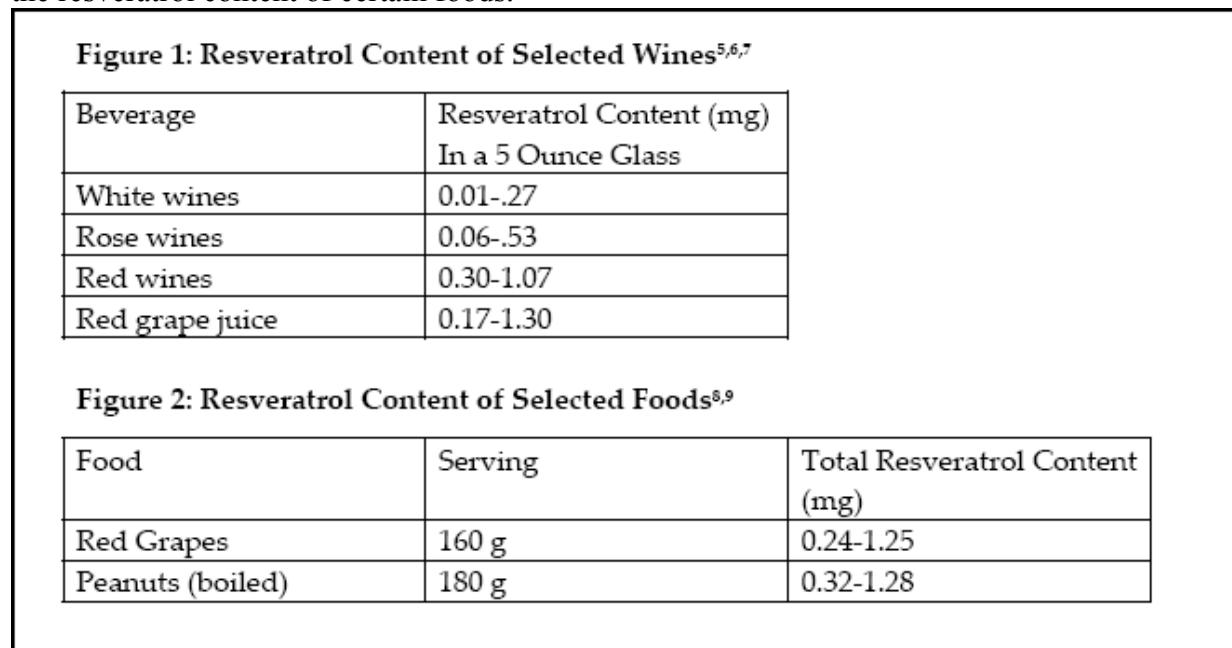 the resveratrol content of certain foods.
Figure 1: Resveratrol Content of Selected Wines5,6,7
Beverage Resveratrol Content (mg)
In a 5 Ounce Glass
White wines 0.01-.27
Rose wines 0.06-.53
Red wines 0.30-1.07
Red grape juice 0.17-1.30
Figure 2: Resveratrol Content of Selected Foods8,9
Food Serving Total Resveratrol Content
(mg)
Red Grapes 160 g 0.24-1.25
Peanuts (boiled) 180 g 0.32-1.28